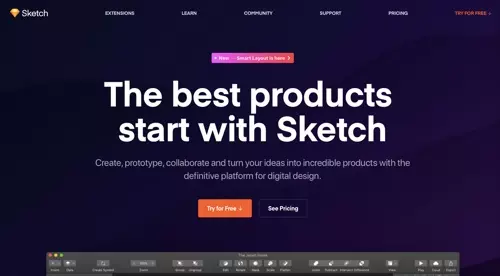 Sketch
EXTENSIONS LEARN COMMUNITY SUPPORT PRICING TRY FOR FREE ↓
New Smart Layout is here >
The best products
start with Sketch
Create, prototype, collaborate and turn your ideas into incredible products with the
definitive platform for digital design.
Try for Free ↓ See Pricing